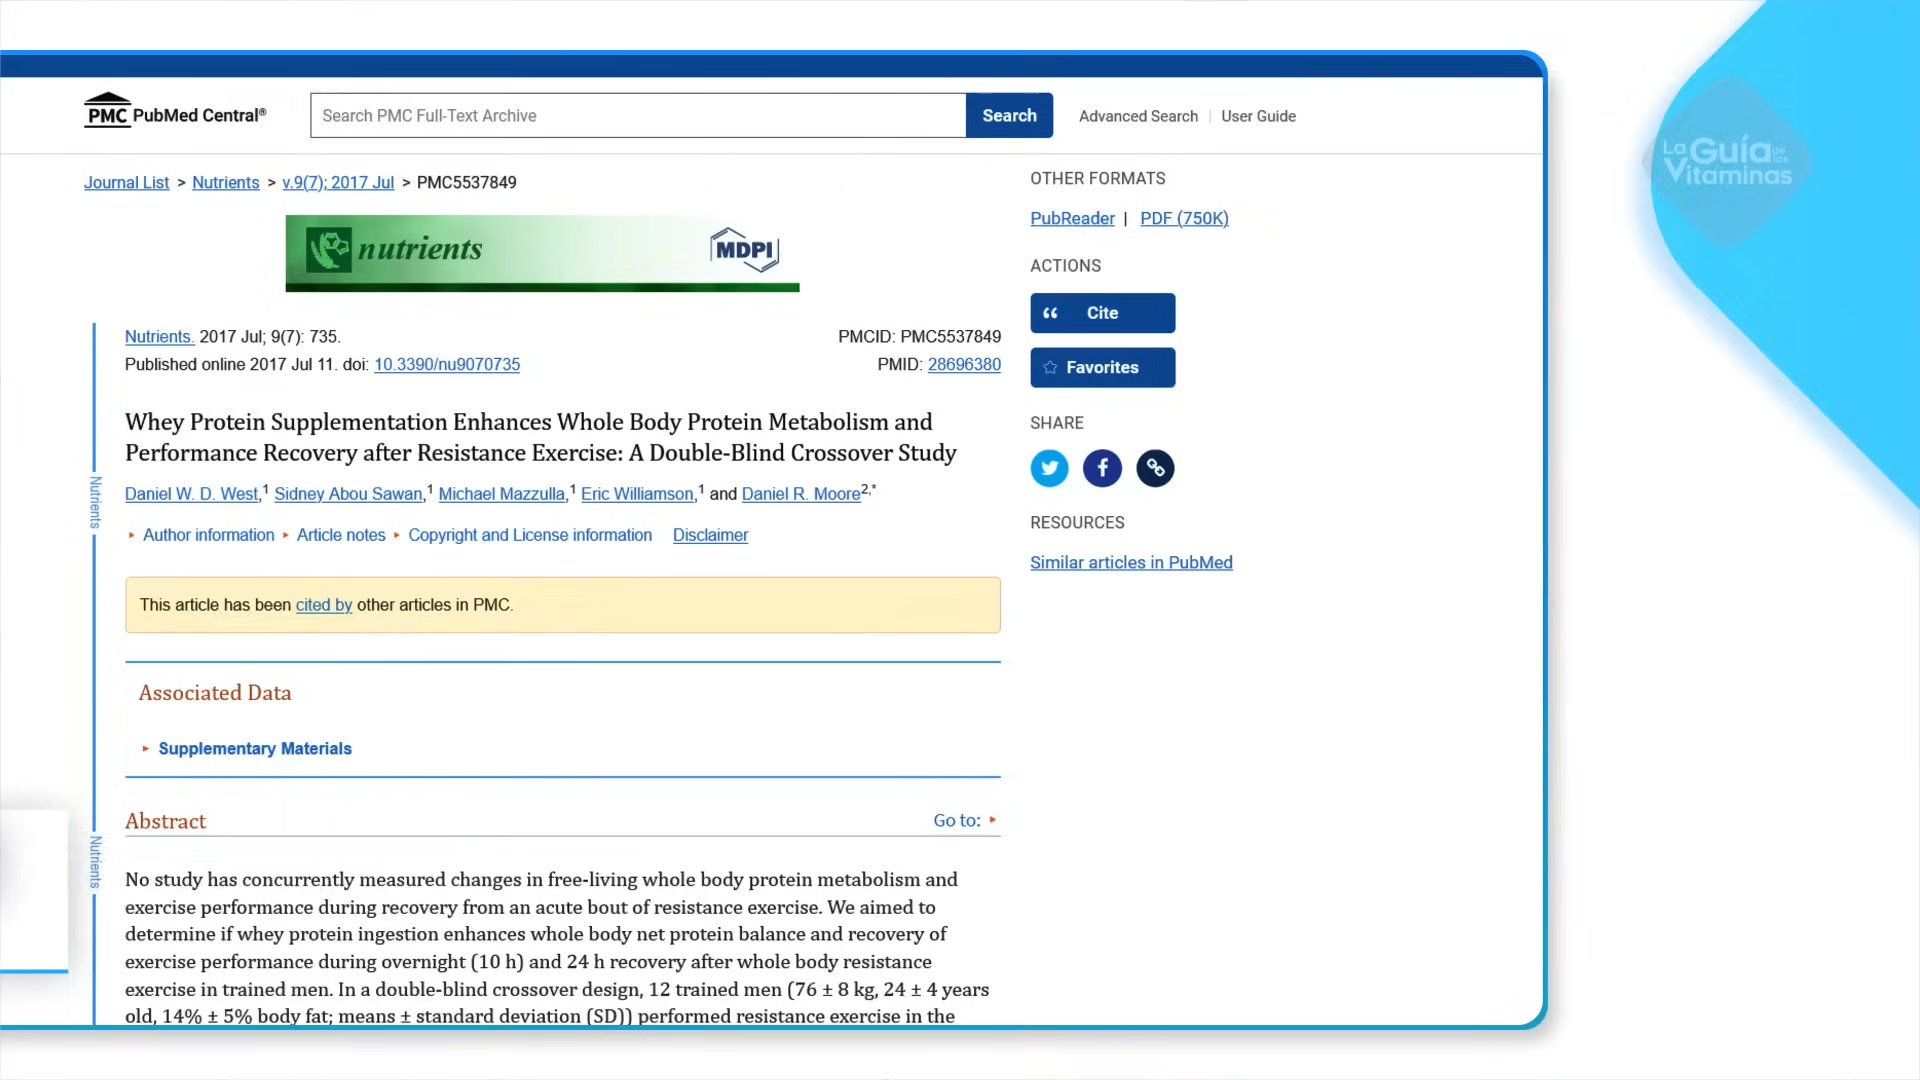 PMC PubMed Central®
Search PMC Full-Text Archive
Search
Advanced Search | User Guide
Journal List > Nutrients > v.9(7); 2017 Jul > PMC5537849
nutrients
MDPI
Nutrients. 2017 Jul; 9(7): 735.
PMCID: PMC5537849
Published online 2017 Jul 11. doi: 10.3390/nu9070735
PMID: 28696380
Whey Protein Supplementation Enhances Whole Body Protein Metabolism and
Performance Recovery after Resistance Exercise: A Double-Blind Crossover Study
Daniel W. D. West,1 Sidney Abou Sawan,1 Michael Mazzulla,1 Eric Williamson,1 and Daniel R. Moore2,*
Author information Article notes Copyright and License information Disclaimer
This article has been cited by other articles in PMC.
Associated Data
Supplementary Materials
Abstract
Go to:
No study has concurrently measured changes in free-living whole body protein metabolism and
exercise performance during recovery from an acute bout of resistance exercise. We aimed to
determine if whey protein ingestion enhances whole body net protein balance and recovery of
exercise performance during overnight (10 h) and 24 h recovery after whole body resistance
exercise in trained men. In a double-blind crossover design, 12 trained men (76 ± 8 kg, 24 ± 4 years
old, 14% ± 5% body fat; means ± standard deviation (SD)) performed resistance exercise in the
Nutrients
Nutrients
OTHER FORMATS
PubReader | PDF (750K)
ACTIONS
Cite
Favorites
SHARE
RESOURCES
Similar articles in PubMed
La Guía de las
Vitaminas